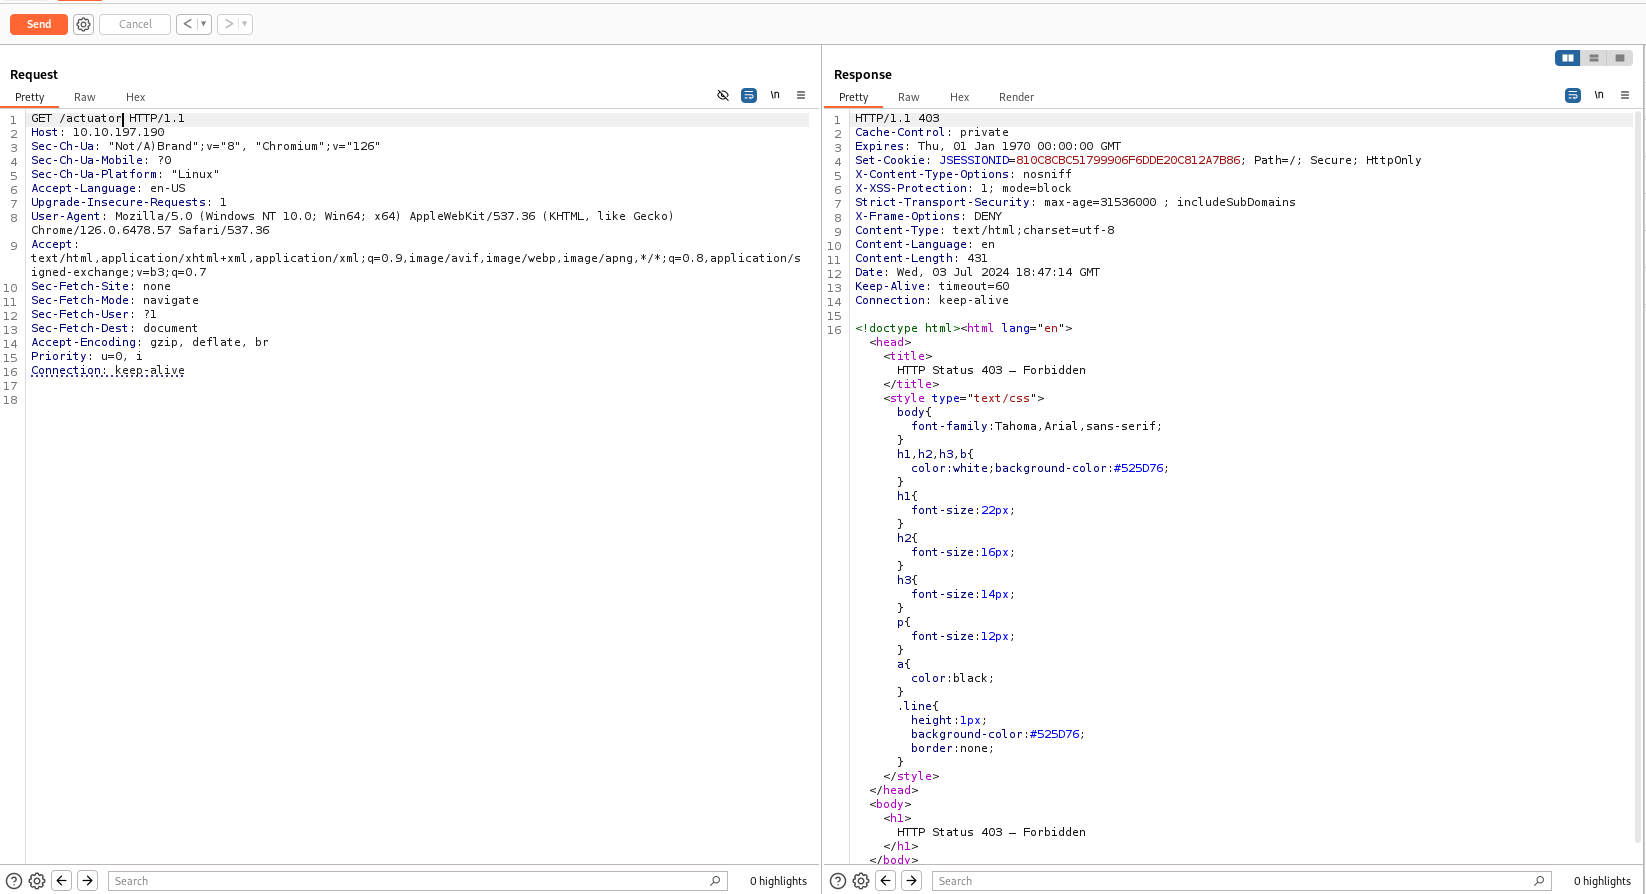 Send
Cancel
< | ▾
> | ▾
Request
Pretty Raw Hex
\n
1 GET /actuator HTTP/1.1
2 Host: 10.10.197.190
3 Sec-Ch-Ua: "Not/A)Brand";v="8", "Chromium";v="126"
4 Sec-Ch-Ua-Mobile: ?0
5 Sec-Ch-Ua-Platform: "Linux"
6 Accept-Language: en-US
7 Upgrade-Insecure-Requests: 1
8 User-Agent: Mozilla/5.0 (Windows NT 10.0; Win64; x64) AppleWebKit/537.36 (KHTML, like Gecko)
Chrome/126.0.6478.57 Safari/537.36
9 Accept:
text/html,application/xhtml+xml,application/xml;q=0.9,image/avif,image/webp,image/apng,*/*;q=0.8,application/s
igned-exchange;v=b3;q=0.7
10 Sec-Fetch-Site: none
11 Sec-Fetch-Mode: navigate
12 Sec-Fetch-User: ?1
13 Sec-Fetch-Dest: document
14 Accept-Encoding: gzip, deflate, br
15 Priority: u=0, i
16 Connection: keep-alive
17
18
Search
0 highlights
Response
Pretty Raw Hex Render
\n
1 HTTP/1.1 403
2 Cache-Control: private
3 Expires: Thu, 01 Jan 1970 00:00:00 GMT
4 Set-Cookie: JSESSIONID=810C8CBC51799906F6DDE20C812A7B86; Path=/; Secure; HttpOnly
5 X-Content-Type-Options: nosniff
6 X-XSS-Protection: 1; mode=block
7 Strict-Transport-Security: max-age=31536000 ; includeSubDomains
8 X-Frame-Options: DENY
9 Content-Type: text/html;charset=utf-8
10 Content-Language: en
11 Content-Length: 431
12 Date: Wed, 03 Jul 2024 18:47:14 GMT
13 Keep-Alive: timeout=60
14 Connection: keep-alive
15
16 <!doctype html><html lang="en">
<head>
<title>
HTTP Status 403 – Forbidden
</title>
<style type="text/css">
body{
font-family:Tahoma,Arial,sans-serif;
}
h1,h2,h3,b{
color:white;background-color:#525D76;
}
h1{
font-size:22px;
}
h2{
font-size:16px;
}
h3{
font-size:14px;
}
p{
font-size:12px;
}
a{
color:black;
}
.line{
height:1px;
background-color:#525D76;
border:none;
}
</style>
</head>
<body>
<h1>
HTTP Status 403 – Forbidden
</h1>
</body>
Search
0 highlights